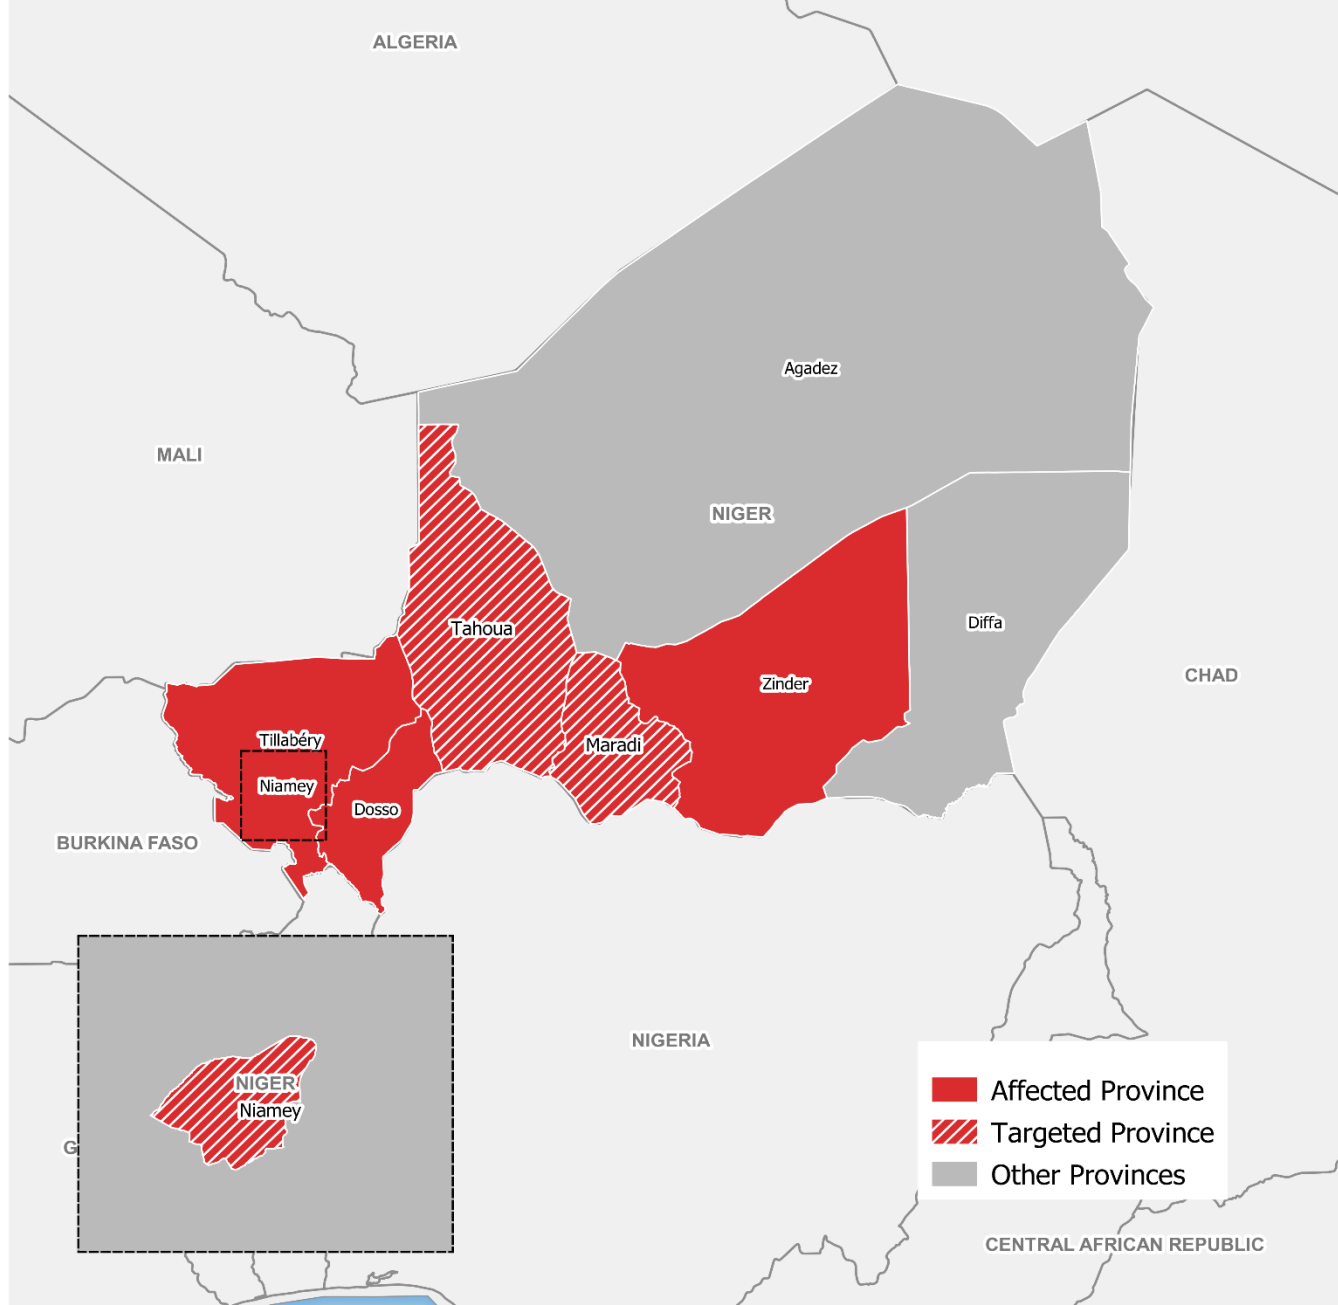 ALGERIA
Agadez
MALI
NIGER
Tahoua
Diffa
CHAD
Zinder
Tillabéry
Maradi
Niamey
Dosso
BURKINA FASO
NIGERIA
NIGER
Niamey
G
Affected Province
Targeted Province
Other Provinces
CENTRAL AFRICAN REPUBLIC